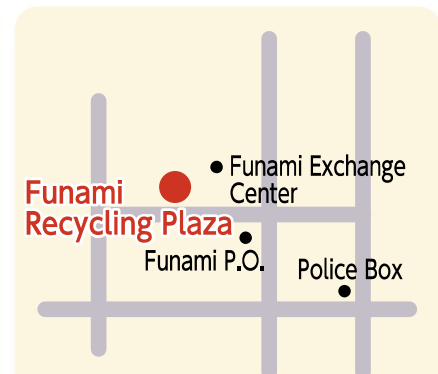 Funami Exchange
Center
Funami
Recycling Plaza
Funami P.O.
Police Box